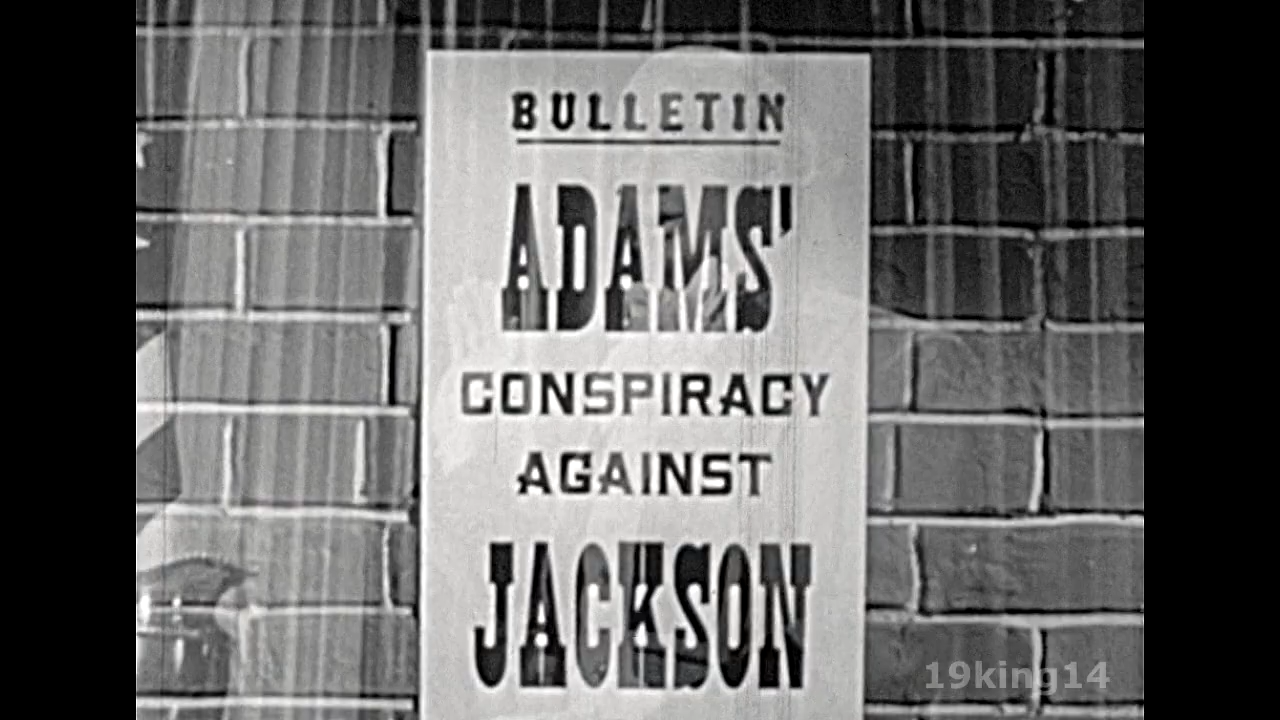 BULLETIN
ADAMS'
CONSPIRACY
AGAINST
JACKSON
19king14